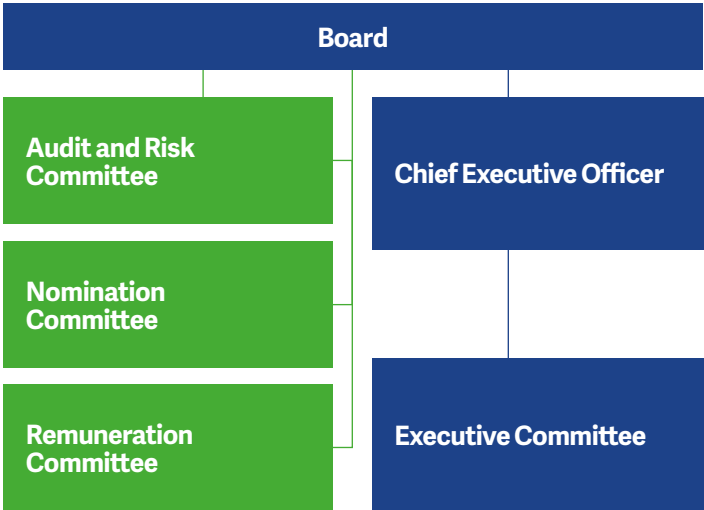 Board
Audit and Risk
Committee
Chief Executive Officer
Nomination
Committee
Remuneration
Committee
Executive Committee